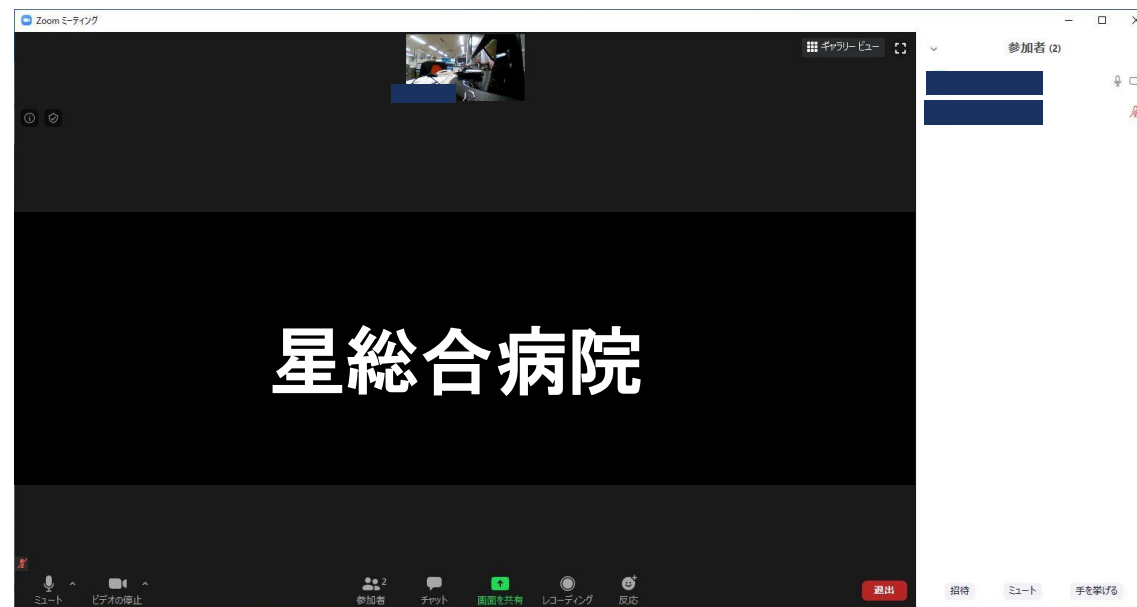 Zoom ミーティング
ギャラリー ビュー
参加者 (2)
星総合病院
ミュート
ビデオの停止
2
参加者
チャット
画面を共有
レコーディング
反応
退出
招待
ミュート
手を挙げる